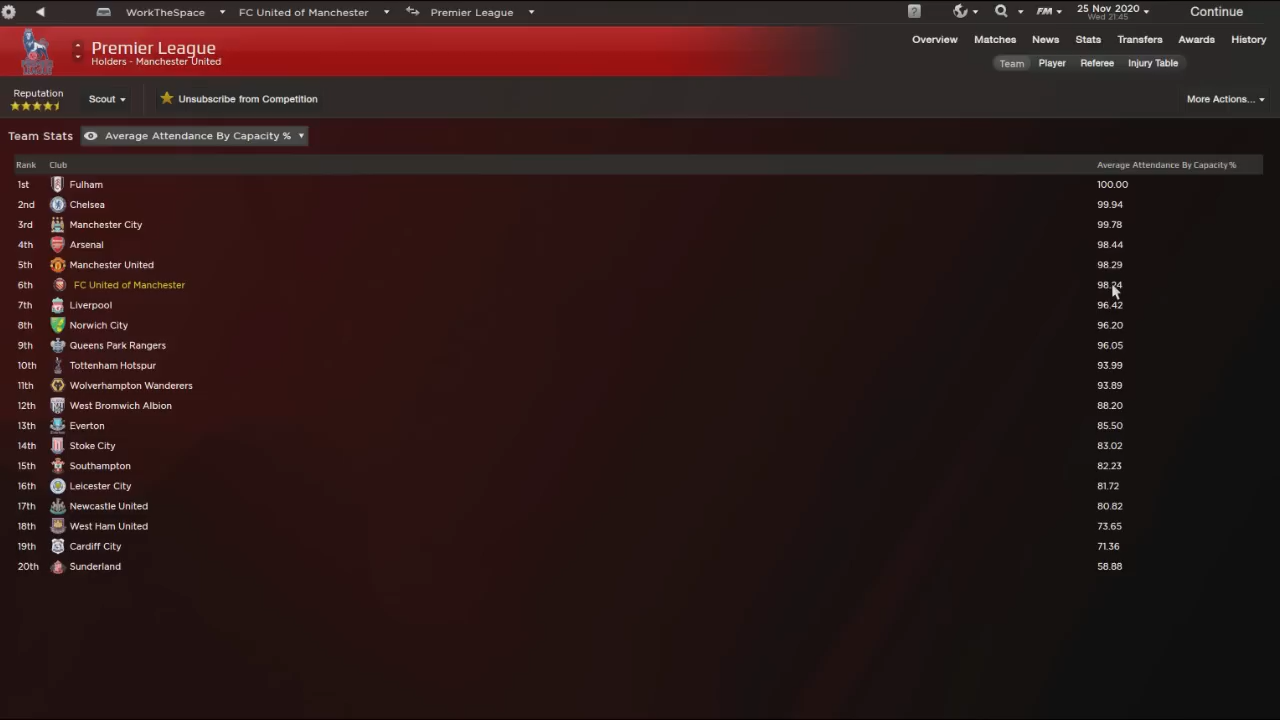 WorkTheSpace FC United of Manchester Premier League ? FM 25 Nov 2020 Wed 21:45 Continue
Premier League
Holders - Manchester United
Overview Matches News Stats Transfers Awards History
Team Player Referee Injury Table
Reputation
Scout Unsubscribe from Competition More Actions...
Team Stats Average Attendance By Capacity %
Rank Club Average Attendance By Capacity %
1st Fulham 100.00
2nd Chelsea 99.94
3rd Manchester City 99.78
4th Arsenal 98.44
5th Manchester United 98.29
6th FC United of Manchester 98.24
7th Liverpool 96.42
8th Norwich City 96.20
9th Queens Park Rangers 96.05
10th Tottenham Hotspur 93.99
11th Wolverhampton Wanderers 93.89
12th West Bromwich Albion 88.20
13th Everton 85.50
14th Stoke City 83.02
15th Southampton 82.23
16th Leicester City 81.72
17th Newcastle United 80.82
18th West Ham United 73.65
19th Cardiff City 71.36
20th Sunderland 58.88